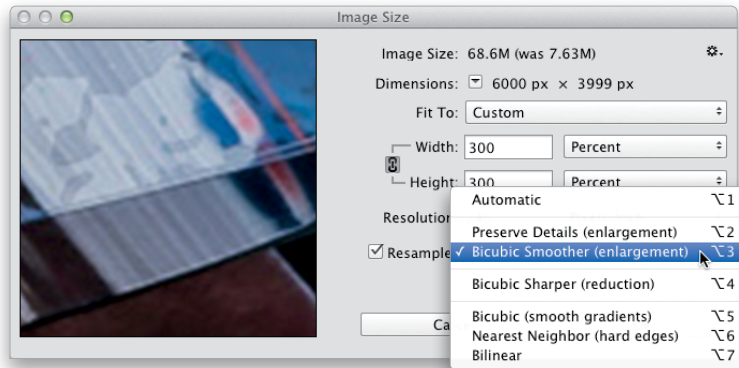 Image Size
Image Size: 68.6M (was 7.63M)
Dimensions: 6000 px × 3999 px
Fit To: Custom
Width: 300 Percent
Height: 300 Percent
Resolution
Resample
Automatic ⌥1
Preserve Details (enlargement) ⌥2
✓ Bicubic Smoother (enlargement) ⌥3
Bicubic Sharper (reduction) ⌥4
Bicubic (smooth gradients) ⌥5
Nearest Neighbor (hard edges) ⌥6
Bilinear ⌥7
Ca